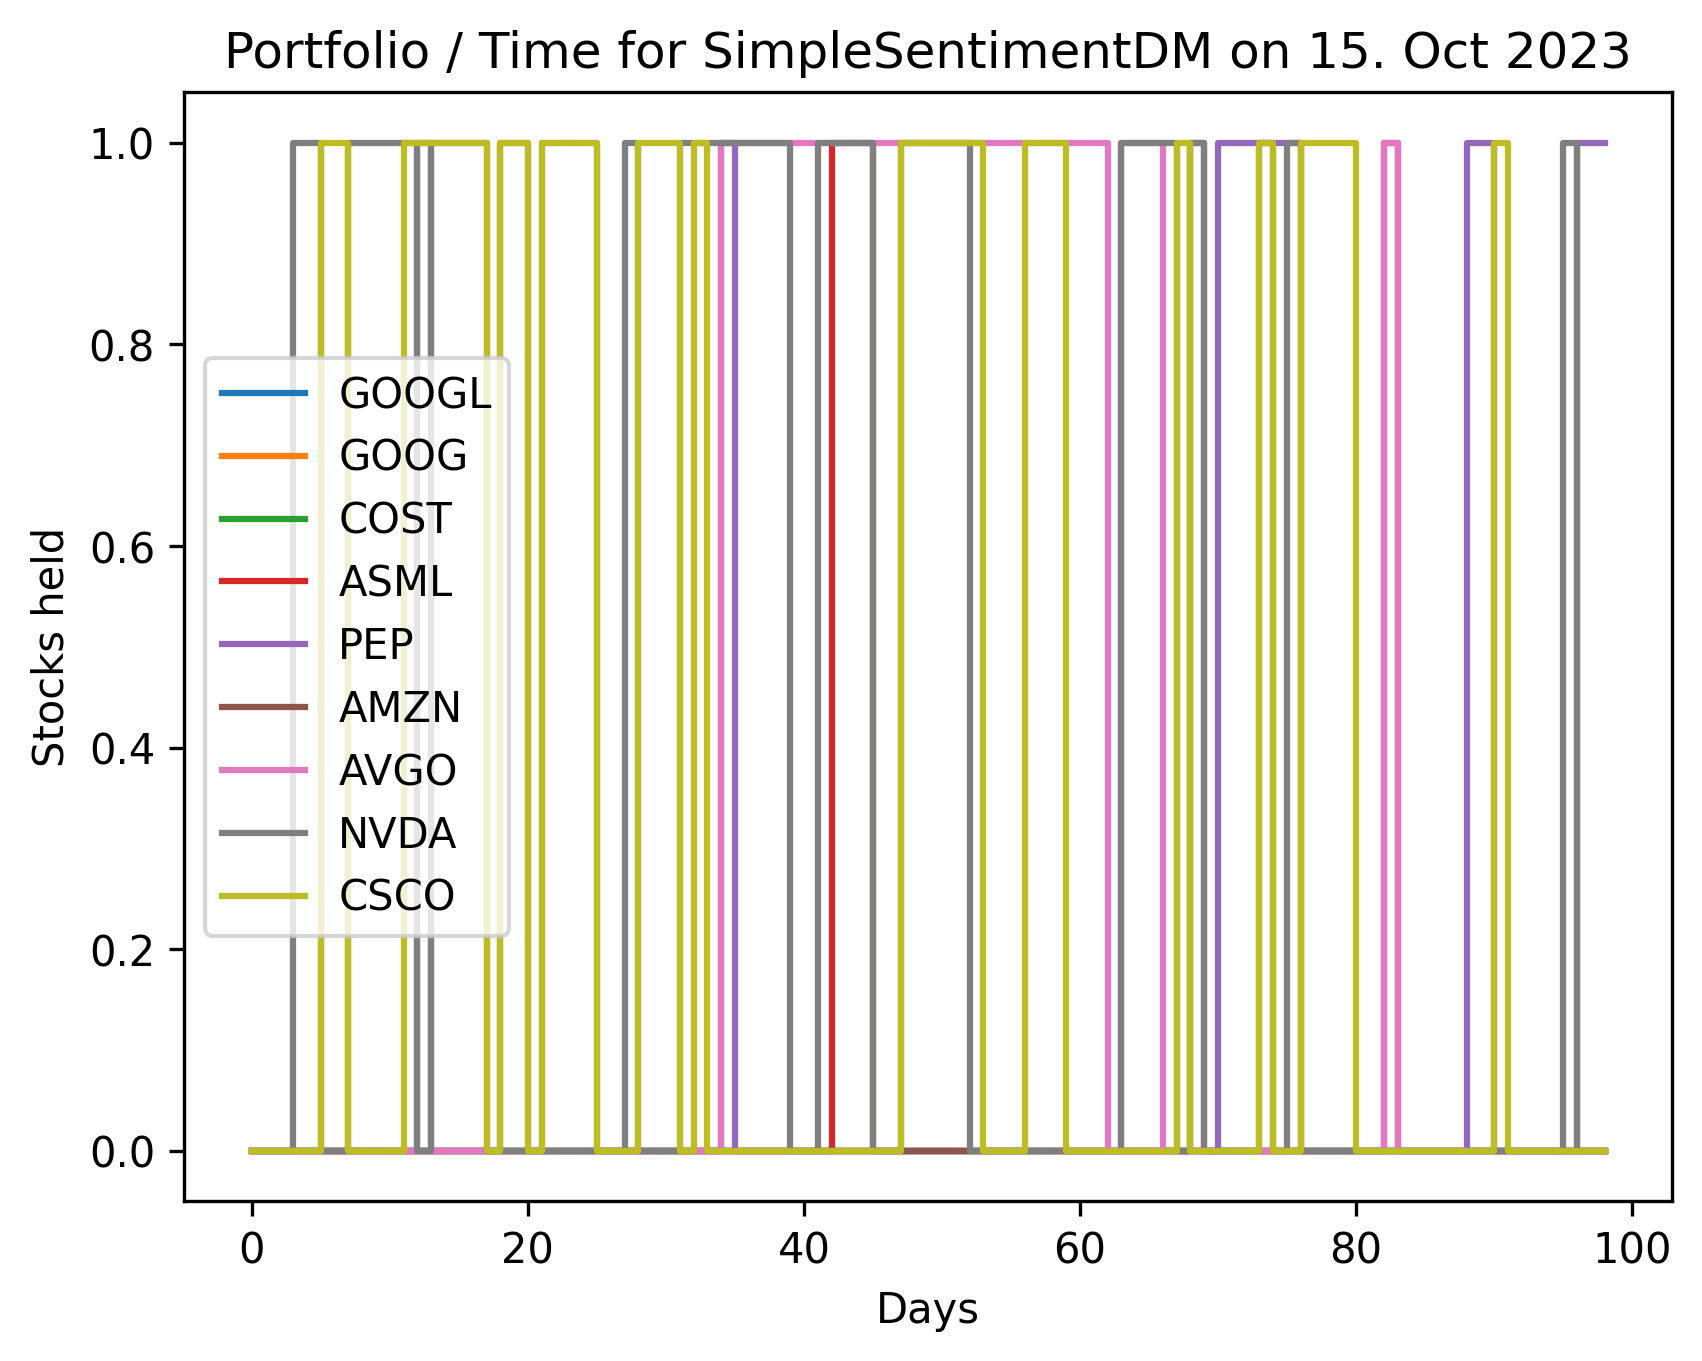 Portfolio / Time for SimpleSentimentDM on 15. Oct 2023
1.0
0.8
0.6
0.4
0.2
0.0
Stocks held
GOOGL
GOOG
COST
ASML
PEP
AMZN
AVGO
NVDA
CSCO
0 20 40 60 80 100
Days